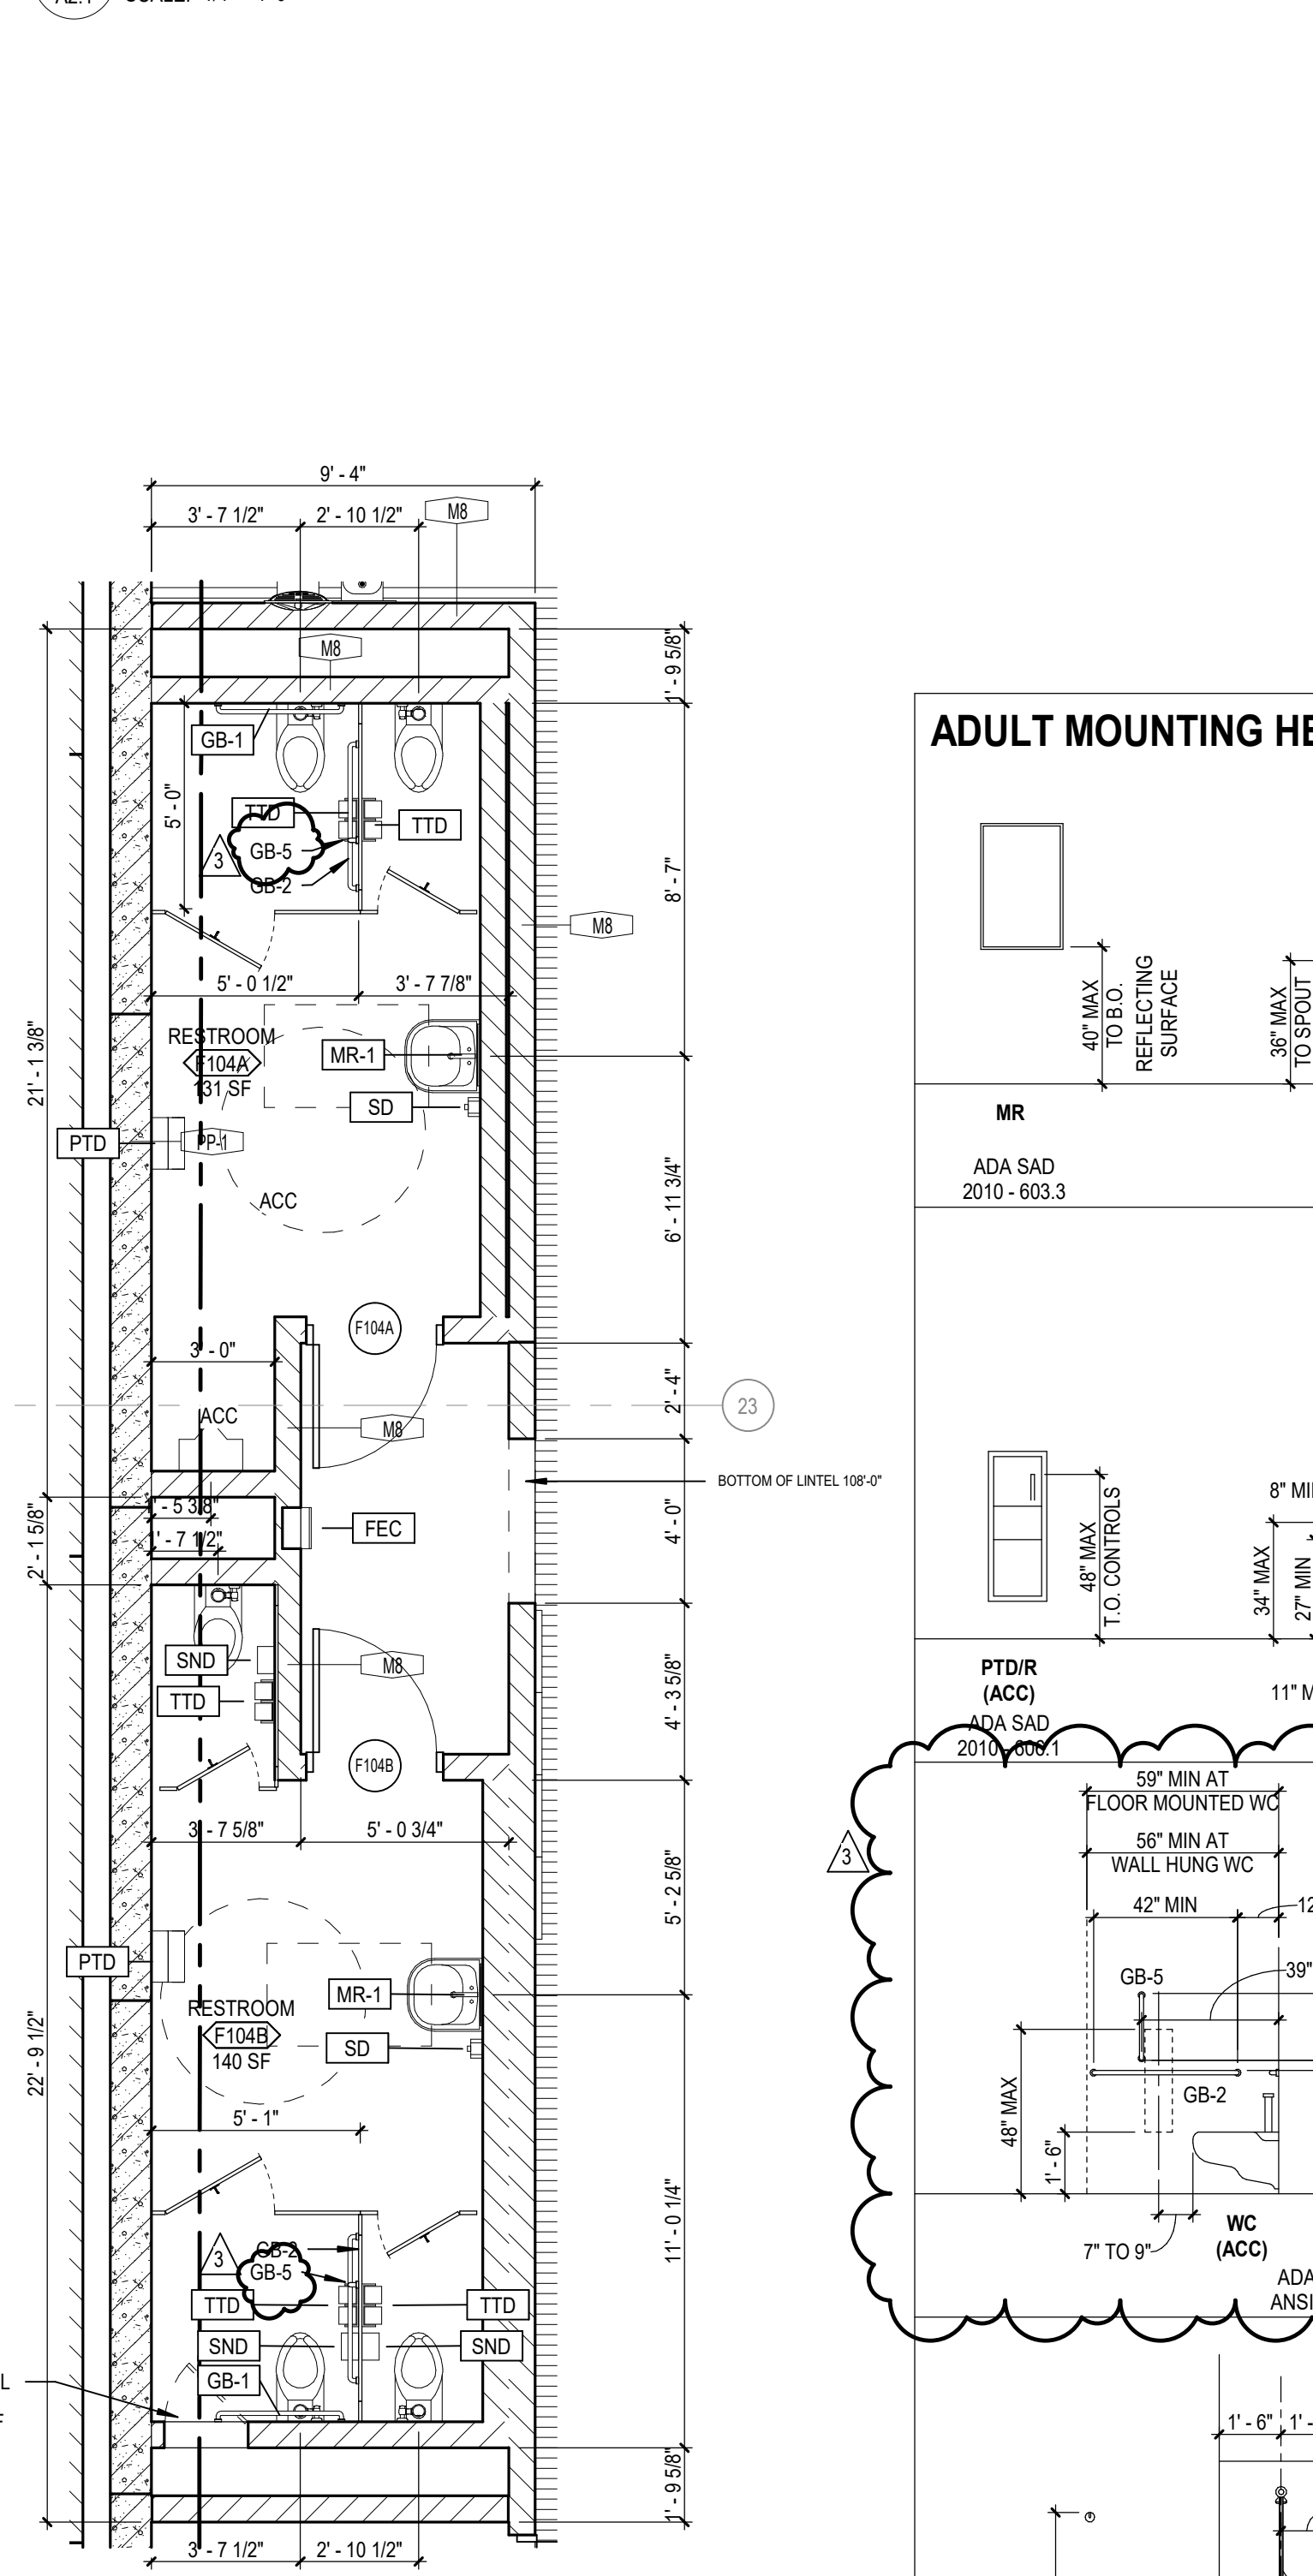 9' - 4"
3' - 7 1/2"
2' - 10 1/2"
M8
M8
1' - 9 5/8"
GB-1
5' - 0"
TTD
TTD
3
GB-5
GB-2
8' - 7"
M8
5' - 0 1/2"
3' - 7 7/8"
RESTROOM
F104A
131 SF
MR-1
SD
21' - 1 3/8"
PTD
PP-1
ACC
6' - 11 3/4"
F104A
3' - 0"
2' - 4"
23
ACC
M8
BOTTOM OF LINTEL 108'-0"
' - 5 3/8"
FEC
4' - 0"
2' - 1 5/8"
' - 7 1/2"
SND
M8
TTD
4' - 3 5/8"
F104B
3' - 7 5/8"
5' - 0 3/4"
5' - 2 5/8"
PTD
MR-1
RESTROOM
F104B
140 SF
SD
22' - 9 1/2"
5' - 1"
11' - 0 1/4"
3
GB-2
GB-5
TTD
TTD
SND
SND
GB-1
L
1' - 9 5/8"
3' - 7 1/2"
2' - 10 1/2"
ADULT MOUNTING HE
40" MAX
TO B.O.
REFLECTING
SURFACE
36" MAX
TO SPOUT
MR
ADA SAD
2010 - 603.3
48" MAX
T.O. CONTROLS
8" MI
34" MAX
27" MIN
PTD/R
(ACC)
11" M
ADA SAD
2010 - 606.1
3
59" MIN AT
FLOOR MOUNTED WC
56" MIN AT
WALL HUNG WC
42" MIN
12
GB-5
39"
GB-2
48" MAX
1' - 6"
7" TO 9"
WC
(ACC)
ADA
ANSI
1' - 6"
1' -